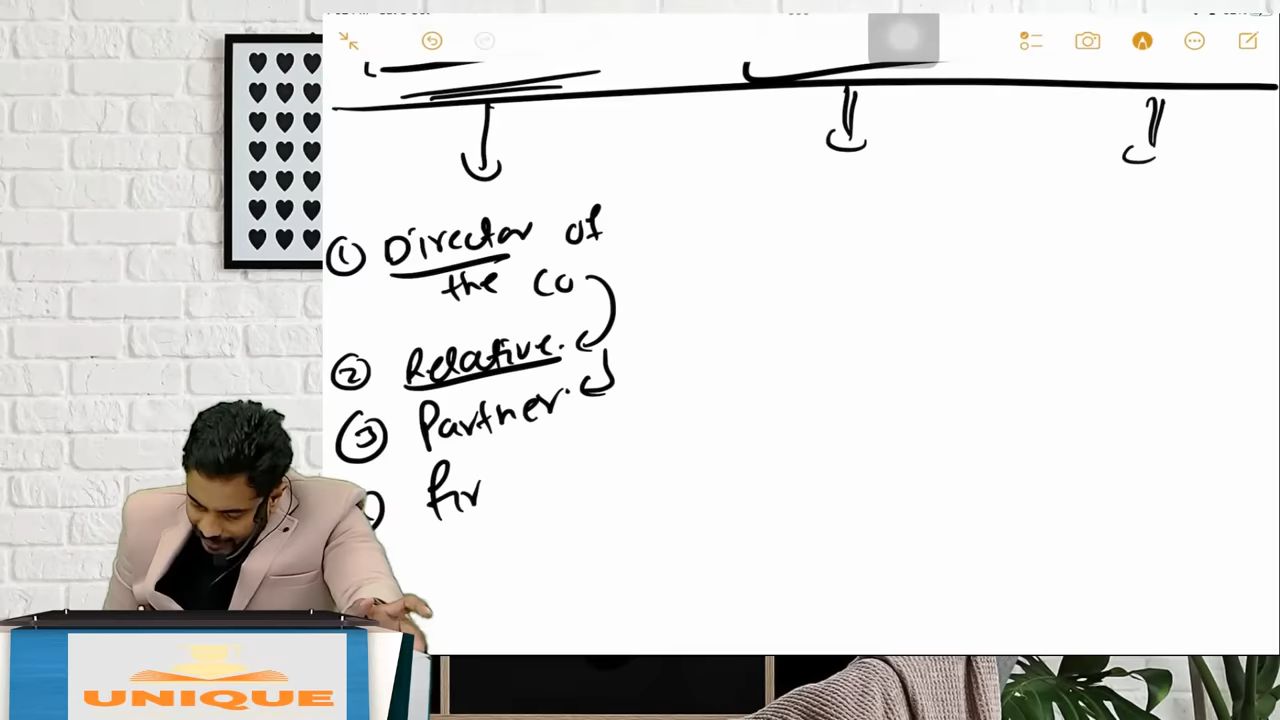 ① Director of
the co
② Relative.
③ Partner.
fir
UNIQUE